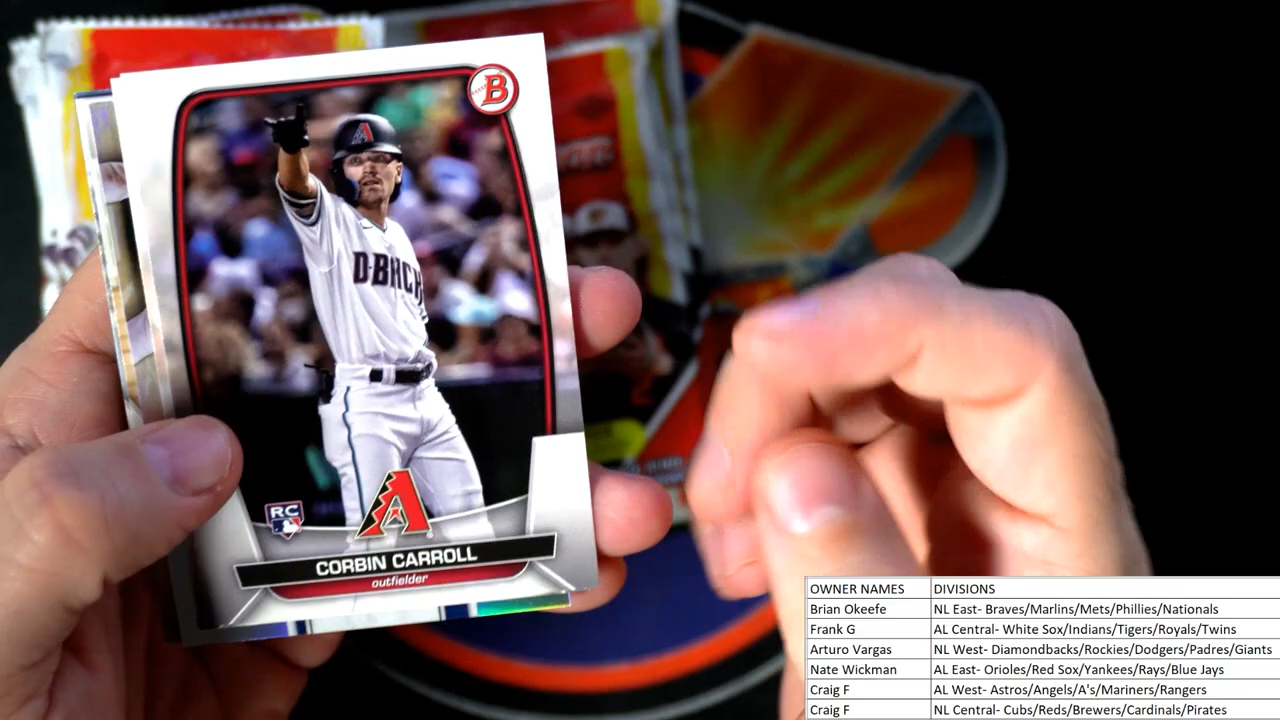 B
A
D-BACK
RC
A
CORBIN CARROLL
outfielder
OWNER NAMES DIVISIONS
Brian Okeefe NL East- Braves/Marlins/Mets/Phillies/Nationals
Frank G AL Central- White Sox/Indians/Tigers/Royals/Twins
Arturo Vargas NL West- Diamondbacks/Rockies/Dodgers/Padres/Giants
Nate Wickman AL East- Orioles/Red Sox/Yankees/Rays/Blue Jays
Craig F AL West- Astros/Angels/A's/Mariners/Rangers
Craig F NL Central- Cubs/Reds/Brewers/Cardinals/Pirates